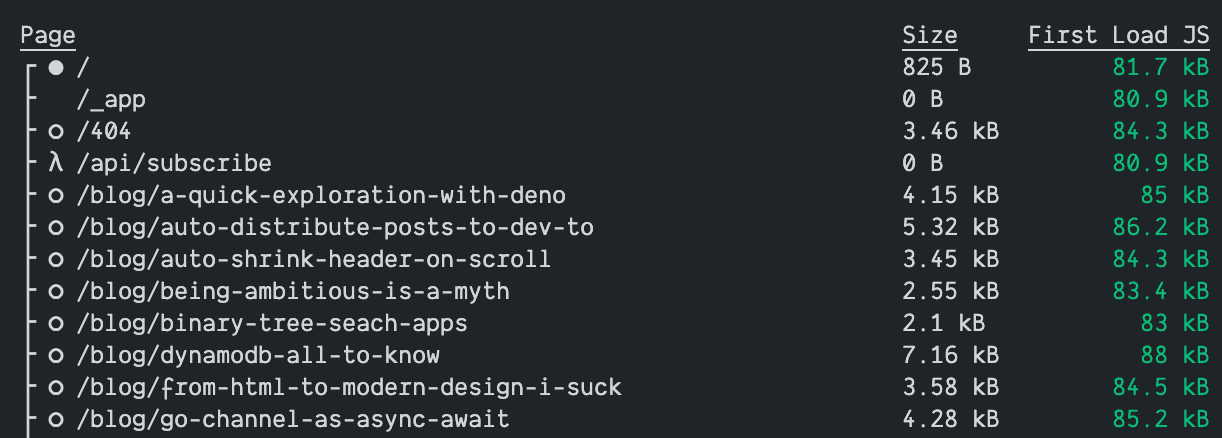 Page Size First Load JS
┌ ● / 825 B 81.7 kB
├   /_app 0 B 80.9 kB
├ ○ /404 3.46 kB 84.3 kB
├ λ /api/subscribe 0 B 80.9 kB
├ ○ /blog/a-quick-exploration-with-deno 4.15 kB 85 kB
├ ○ /blog/auto-distribute-posts-to-dev-to 5.32 kB 86.2 kB
├ ○ /blog/auto-shrink-header-on-scroll 3.45 kB 84.3 kB
├ ○ /blog/being-ambitious-is-a-myth 2.55 kB 83.4 kB
├ ○ /blog/binary-tree-seach-apps 2.1 kB 83 kB
├ ○ /blog/dynamodb-all-to-know 7.16 kB 88 kB
├ ○ /blog/from-html-to-modern-design-i-suck 3.58 kB 84.5 kB
├ ○ /blog/go-channel-as-async-await 4.28 kB 85.2 kB